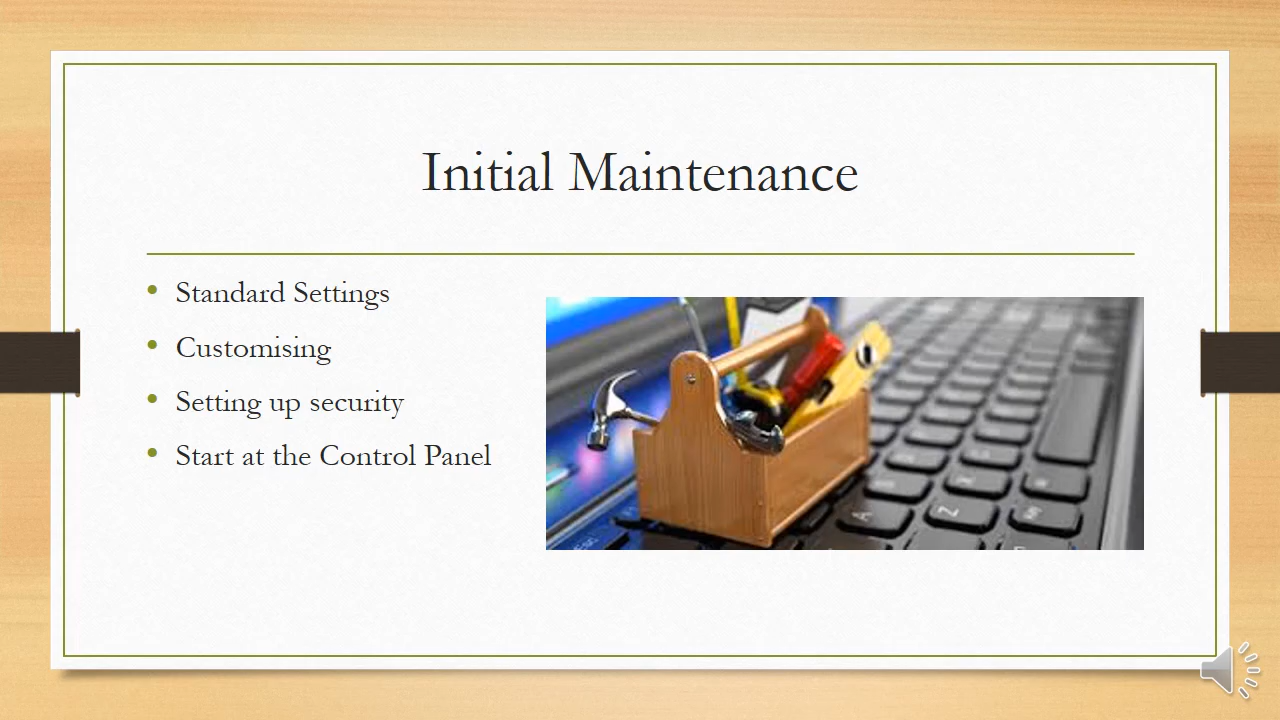 Initial Maintenance
• Standard Settings
• Customising
• Setting up security
• Start at the Control Panel